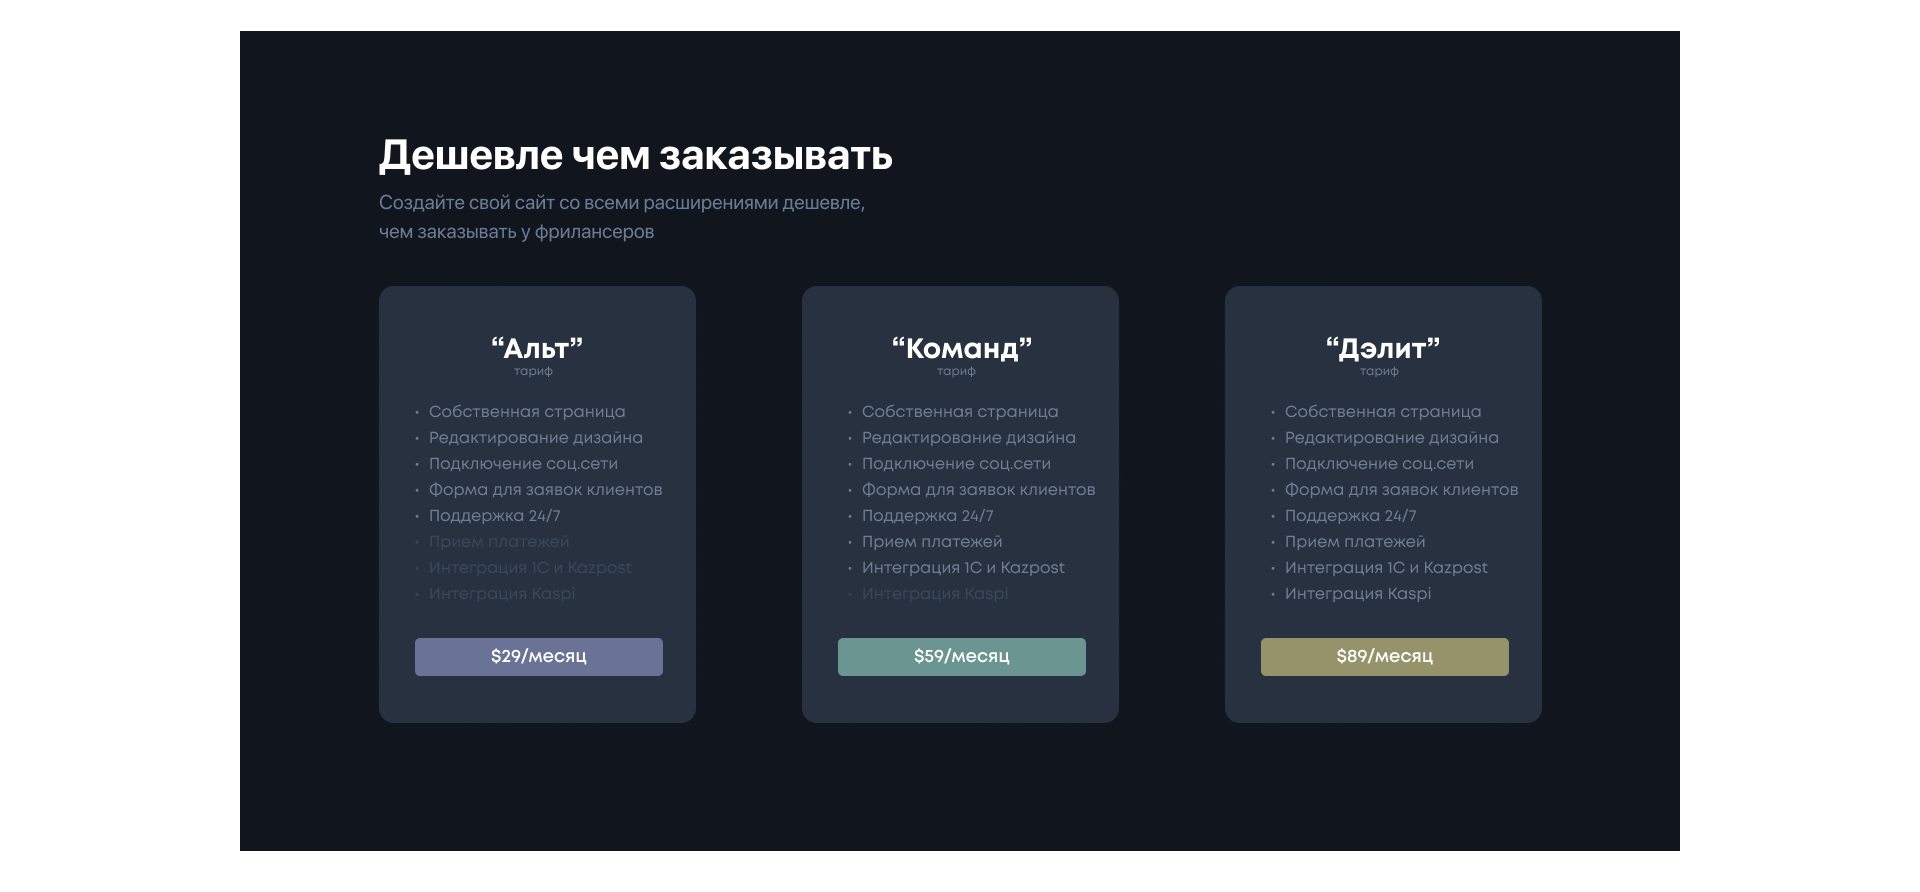 Дешевле чем заказывать
Создайте свой сайт со всеми расширениями дешевле,
чем заказывать у фрилансеров
“Альт”
тариф
• Собственная страница
• Редактирование дизайна
• Подключение соц.сети
• Форма для заявок клиентов
• Поддержка 24/7
• Прием платежей
• Интеграция 1С и Kazpost
• Интеграция Kaspi
$29/месяц
“Команд”
тариф
• Собственная страница
• Редактирование дизайна
• Подключение соц.сети
• Форма для заявок клиентов
• Поддержка 24/7
• Прием платежей
• Интеграция 1С и Kazpost
• Интеграция Kaspi
$59/месяц
“Дэлит”
тариф
• Собственная страница
• Редактирование дизайна
• Подключение соц.сети
• Форма для заявок клиентов
• Поддержка 24/7
• Прием платежей
• Интеграция 1С и Kazpost
• Интеграция Kaspi
$89/месяц